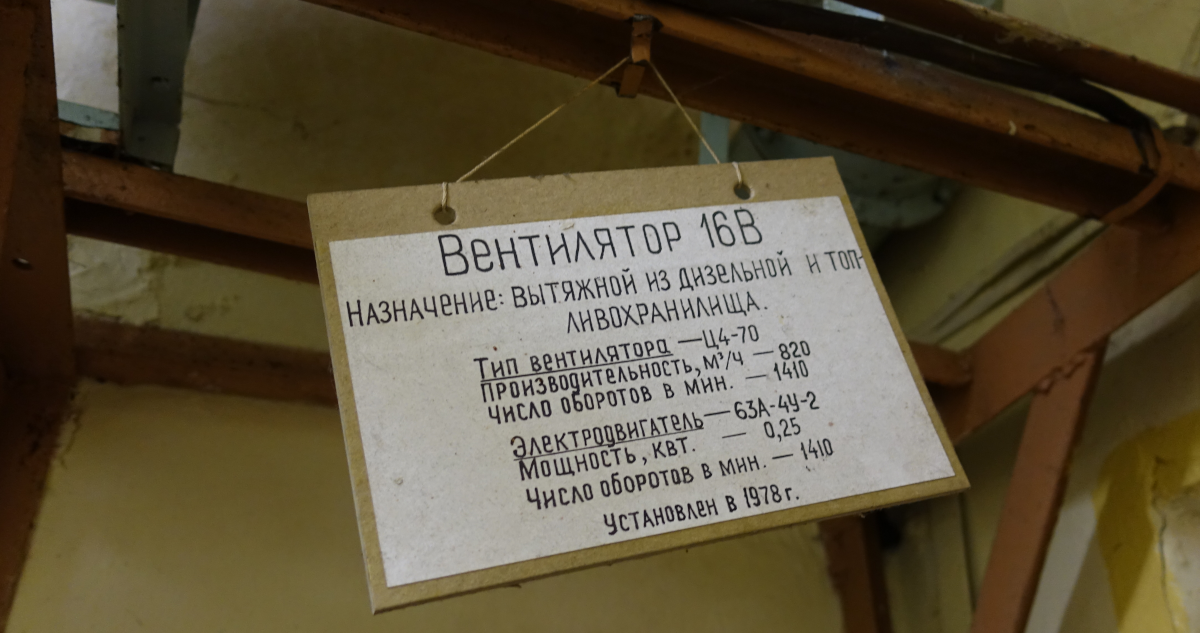 Вентилятор 16В
Назначение: вытяжной из дизельной и топ-
ливохранилища.
Тип вентилятора — Ц4-70
Производительность, м³/ч — 820
Число оборотов в мин. — 1410
Электродвигатель — 63А-4У-2
Мощность, квт. — 0,25
Число оборотов в мин. — 1410
Установлен в 1978 г.